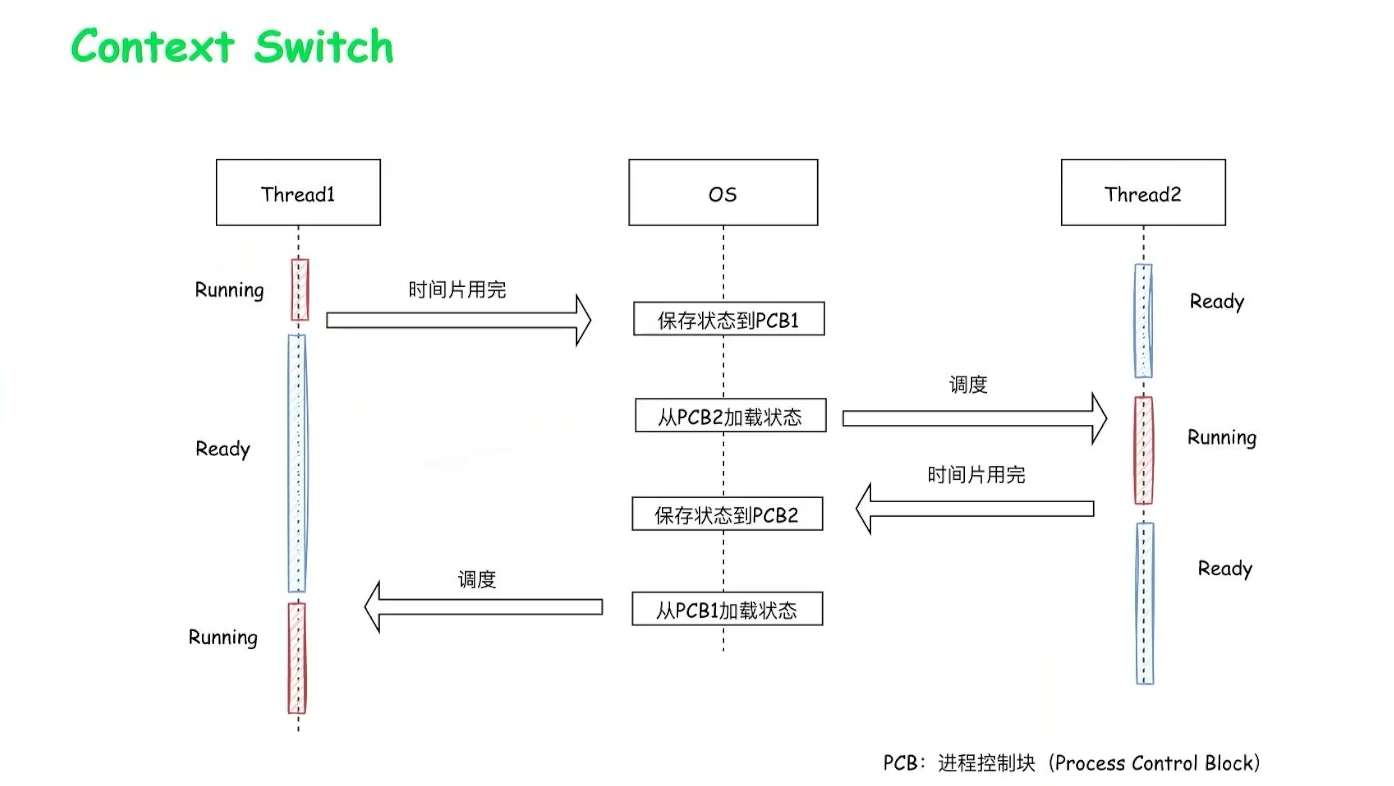 Context Switch
Thread1
OS
Thread2
Running
时间片用完
Ready
保存状态到PCB1
调度
从PCB2加载状态
Running
Ready
时间片用完
保存状态到PCB2
Ready
调度
从PCB1加载状态
Running
PCB：进程控制块（Process Control Block）